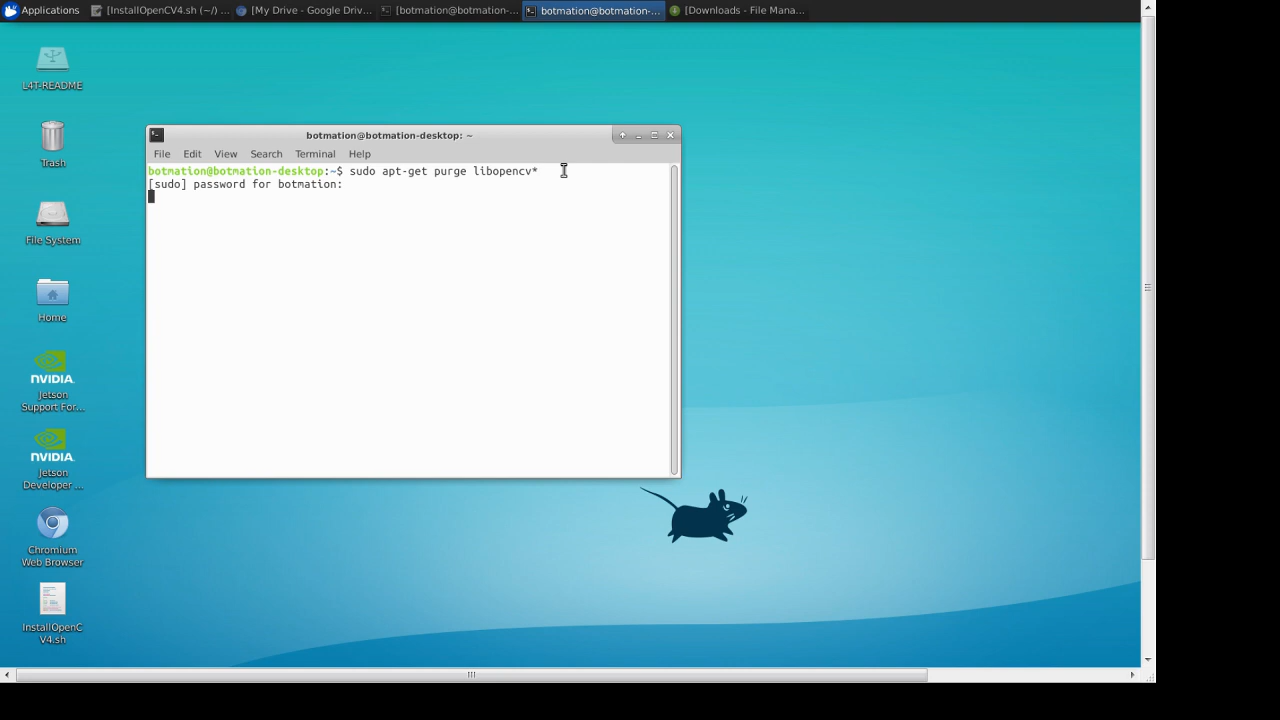 Applications
[InstallOpenCV4.sh (~/) ...
[My Drive - Google Driv...
[botmation@botmation-...
botmation@botmation-...
[Downloads - File Mana...
L4T-README
Trash
File System
Home
NVIDIA.
Jetson
Support For...
NVIDIA.
Jetson
Developer ...
Chromium
Web Browser
InstallOpenC
V4.sh
botmation@botmation-desktop: ~
File Edit View Search Terminal Help
botmation@botmation-desktop:~$ sudo apt-get purge libopencv*
[sudo] password for botmation: